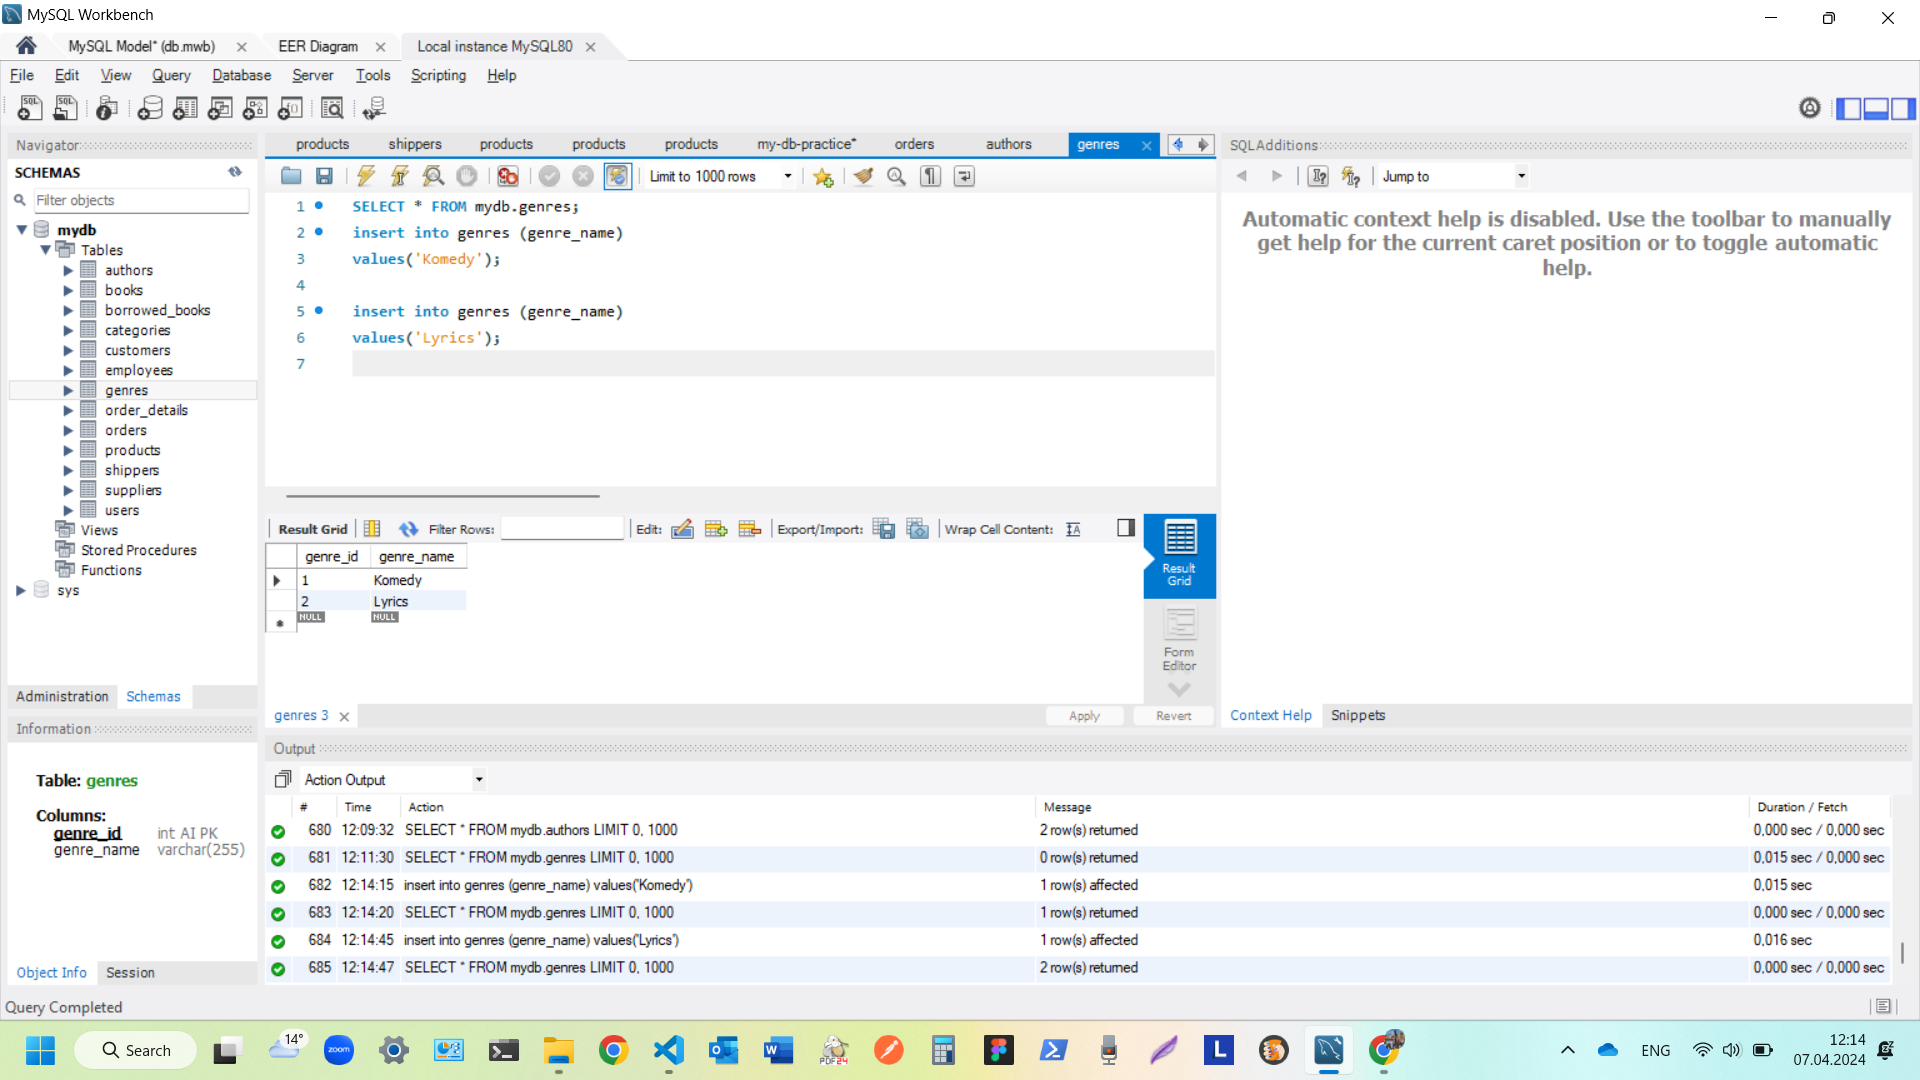 MySQL Workbench
MySQL Model* (db.mwb)
EER Diagram
Local instance MySQL80
File Edit View Query Database Server Tools Scripting Help
Navigator
SCHEMAS
Filter objects
mydb
Tables
authors
books
borrowed_books
categories
customers
employees
genres
order_details
orders
products
shippers
suppliers
users
Views
Stored Procedures
Functions
sys
Administration Schemas
Information
Table: genres
Columns:
genre_id int AI PK
genre_name varchar(255)
Object Info Session
Query Completed
products shippers products products products my-db-practice* orders authors genres
Limit to 1000 rows
1 SELECT * FROM mydb.genres;
2 insert into genres (genre_name)
3 values('Komedy');
4
5 insert into genres (genre_name)
6 values('Lyrics');
7
Result Grid Filter Rows: Edit: Export/Import: Wrap Cell Content:
genre_id genre_name
1 Komedy
2 Lyrics
NULL NULL
Result Grid
Form Editor
genres 3
Apply Revert
SQLAdditions
Jump to
Automatic context help is disabled. Use the toolbar to manually
get help for the current caret position or to toggle automatic
help.
Context Help Snippets
Output
Action Output
# Time Action Message Duration / Fetch
680 12:09:32 SELECT * FROM mydb.authors LIMIT 0, 1000 2 row(s) returned 0,000 sec / 0,000 sec
681 12:11:30 SELECT * FROM mydb.genres LIMIT 0, 1000 0 row(s) returned 0,015 sec / 0,000 sec
682 12:14:15 insert into genres (genre_name) values('Komedy') 1 row(s) affected 0,015 sec
683 12:14:20 SELECT * FROM mydb.genres LIMIT 0, 1000 1 row(s) returned 0,000 sec / 0,000 sec
684 12:14:45 insert into genres (genre_name) values('Lyrics') 1 row(s) affected 0,016 sec
685 12:14:47 SELECT * FROM mydb.genres LIMIT 0, 1000 2 row(s) returned 0,000 sec / 0,000 sec
Search
14°
zoom
PDF24
L
ENG
12:14
07.04.2024